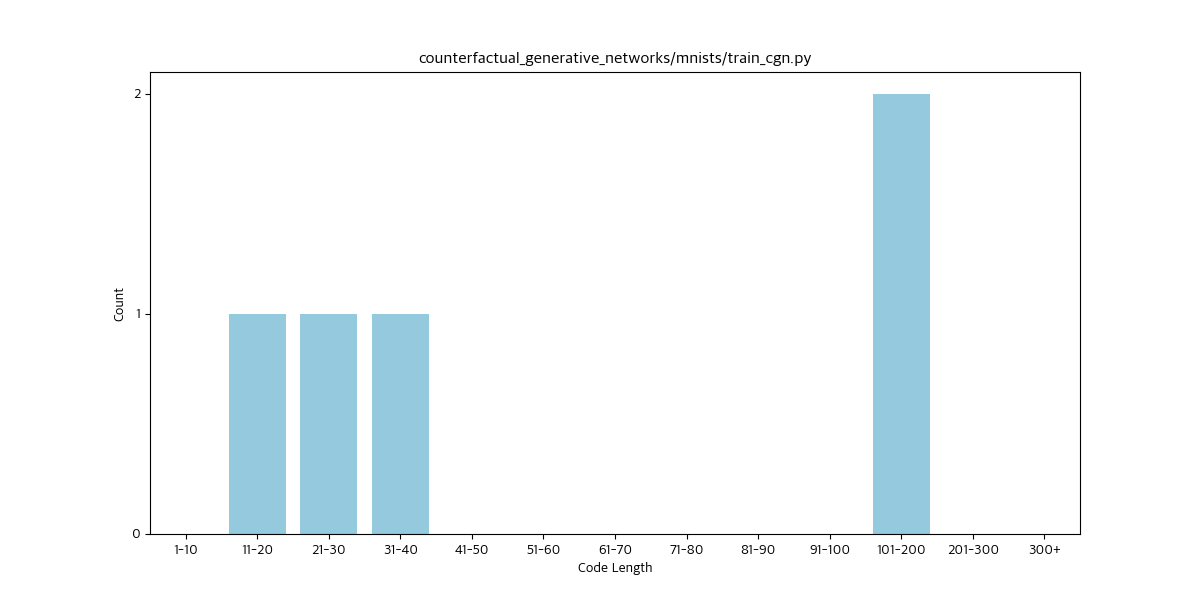 counterfactual_generative_networks/mnists/train_cgn.py
2
1
0
Count
1-10 11-20 21-30 31-40 41-50 51-60 61-70 71-80 81-90 91-100 101-200 201-300 300+
Code Length